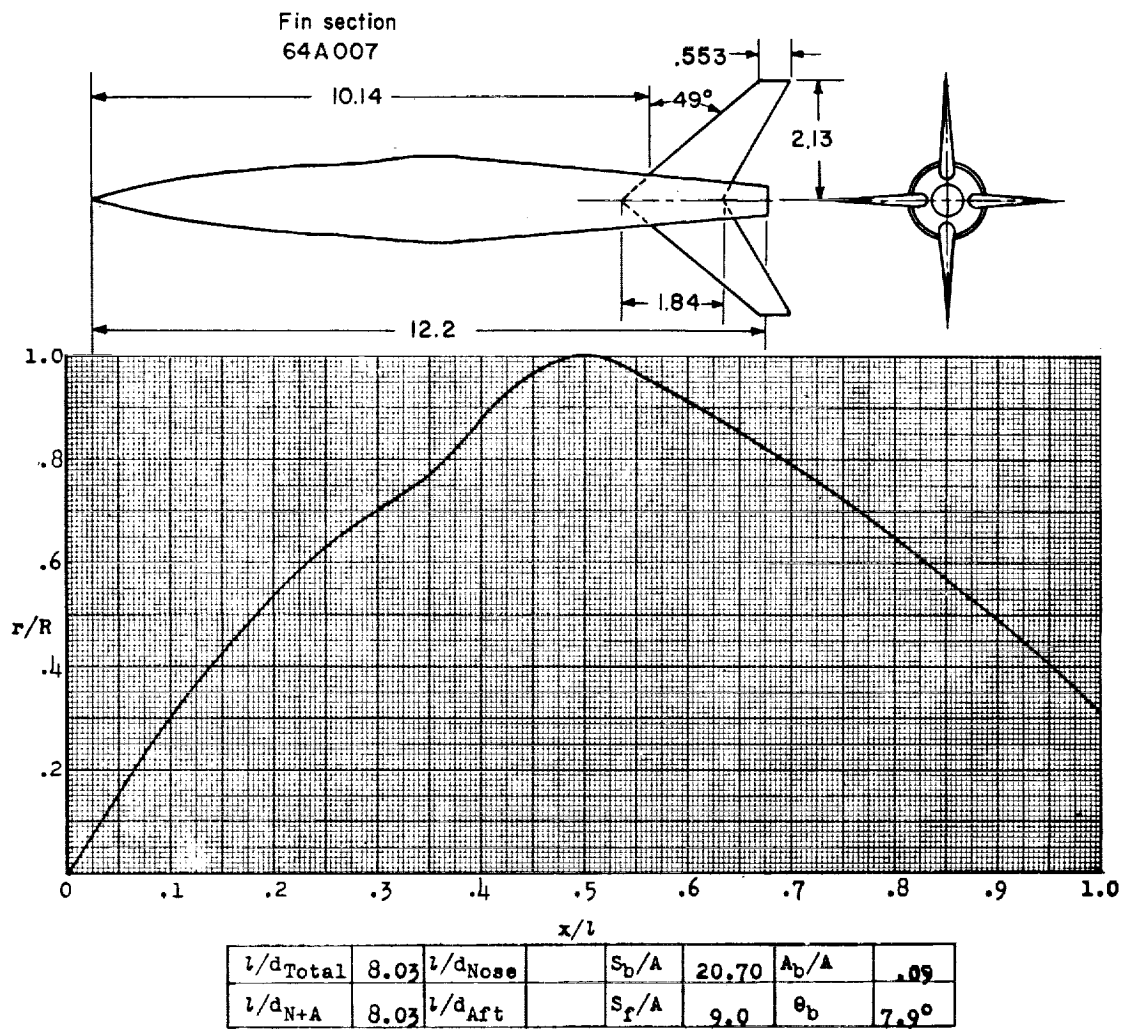 Fin section
64A007
.553
10.14
49°
2.13
1.84
12.2
1.0
.8
.6
r/R
.4
.2
0 .1 .2 .3 .4 .5 .6 .7 .8 .9 1.0
x/l
l/dTotal 8.03 l/dNose Sb/A 20.70 Ab/A .09
l/dN+A 8.03 l/dAft Sf/A 9.0 θb 7.9°